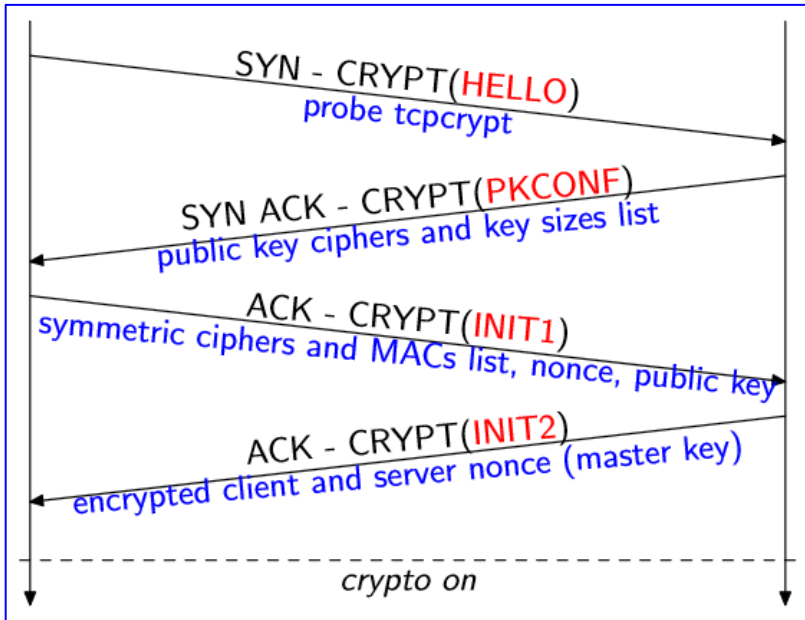 SYN - CRYPT(HELLO)
probe tcpcrypt
SYN ACK - CRYPT(PKCONF)
public key ciphers and key sizes list
ACK - CRYPT(INIT1)
symmetric ciphers and MACs list, nonce, public key
ACK - CRYPT(INIT2)
encrypted client and server nonce (master key)
crypto on